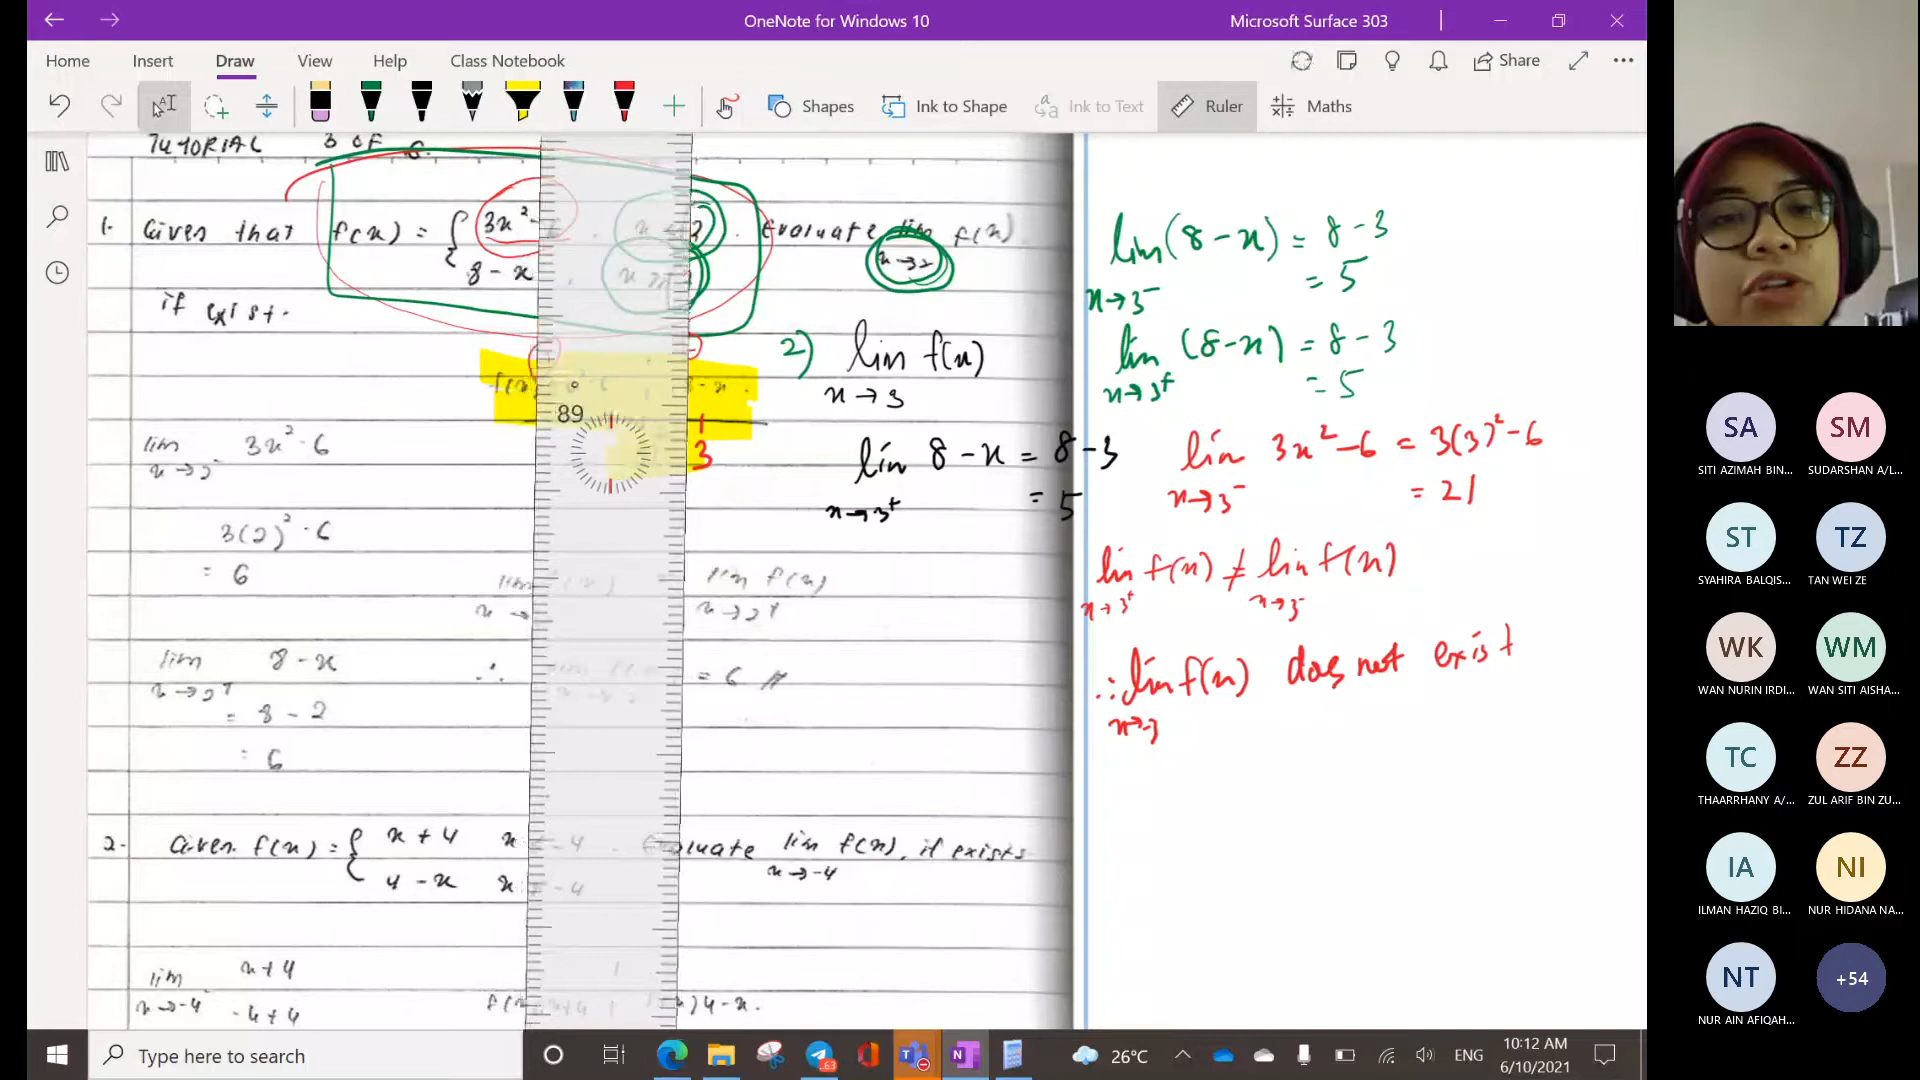 OneNote for Windows 10
Microsoft Surface 303
Home Insert Draw View Help Class Notebook
Share
Shapes
Ink to Shape
Ink to Text
Ruler
Maths
TUTORIAL 3 OF 6.
1. Given that f(x) = { 3x² . Evaluate lim f(x)
8 - x
x→2
if exist.
89
3
lim 3x² - 6
x→2⁻
3(2)² - 6
= 6
lim f(x)
x→2⁺
lim 8 - x
x→2⁺
∴ = 6 //
= 8 - 2
= 6
2. Given f(x) = { x + 4 x - 4 . Evaluate lim f(x), if exists
4 - x x - 4
x→-4
lim x+4
x→-4⁻ -4+4
4-x.
2) lim f(x)
x→3
lim 8 - x = 8 - 3
x→3⁺
= 5
lim (8 - x) = 8 - 3
x→3⁻
= 5
lim (8-x) = 8 - 3
x→3⁺
= 5
lim 3x² - 6 = 3(3)² - 6
x→3⁻
= 21
lim f(x) ≠ lim f(x)
x→3⁺ x→3⁻
∴ lim f(x) does not exist
x→3
SA
SITI AZIMAH BIN...
SM
SUDARSHAN A/L...
ST
SYAHIRA BALQIS...
TZ
TAN WEI ZE
WK
WAN NURIN IRDI...
WM
WAN SITI AISHA...
TC
THAARRHANY A/...
ZZ
ZUL ARIF BIN ZU...
IA
ILMAN HAZIQ BI...
NI
NUR HIDANA NA...
NT
NUR AIN AFIQAH...
+54
Type here to search
63
26°C
ENG
10:12 AM
6/10/2021